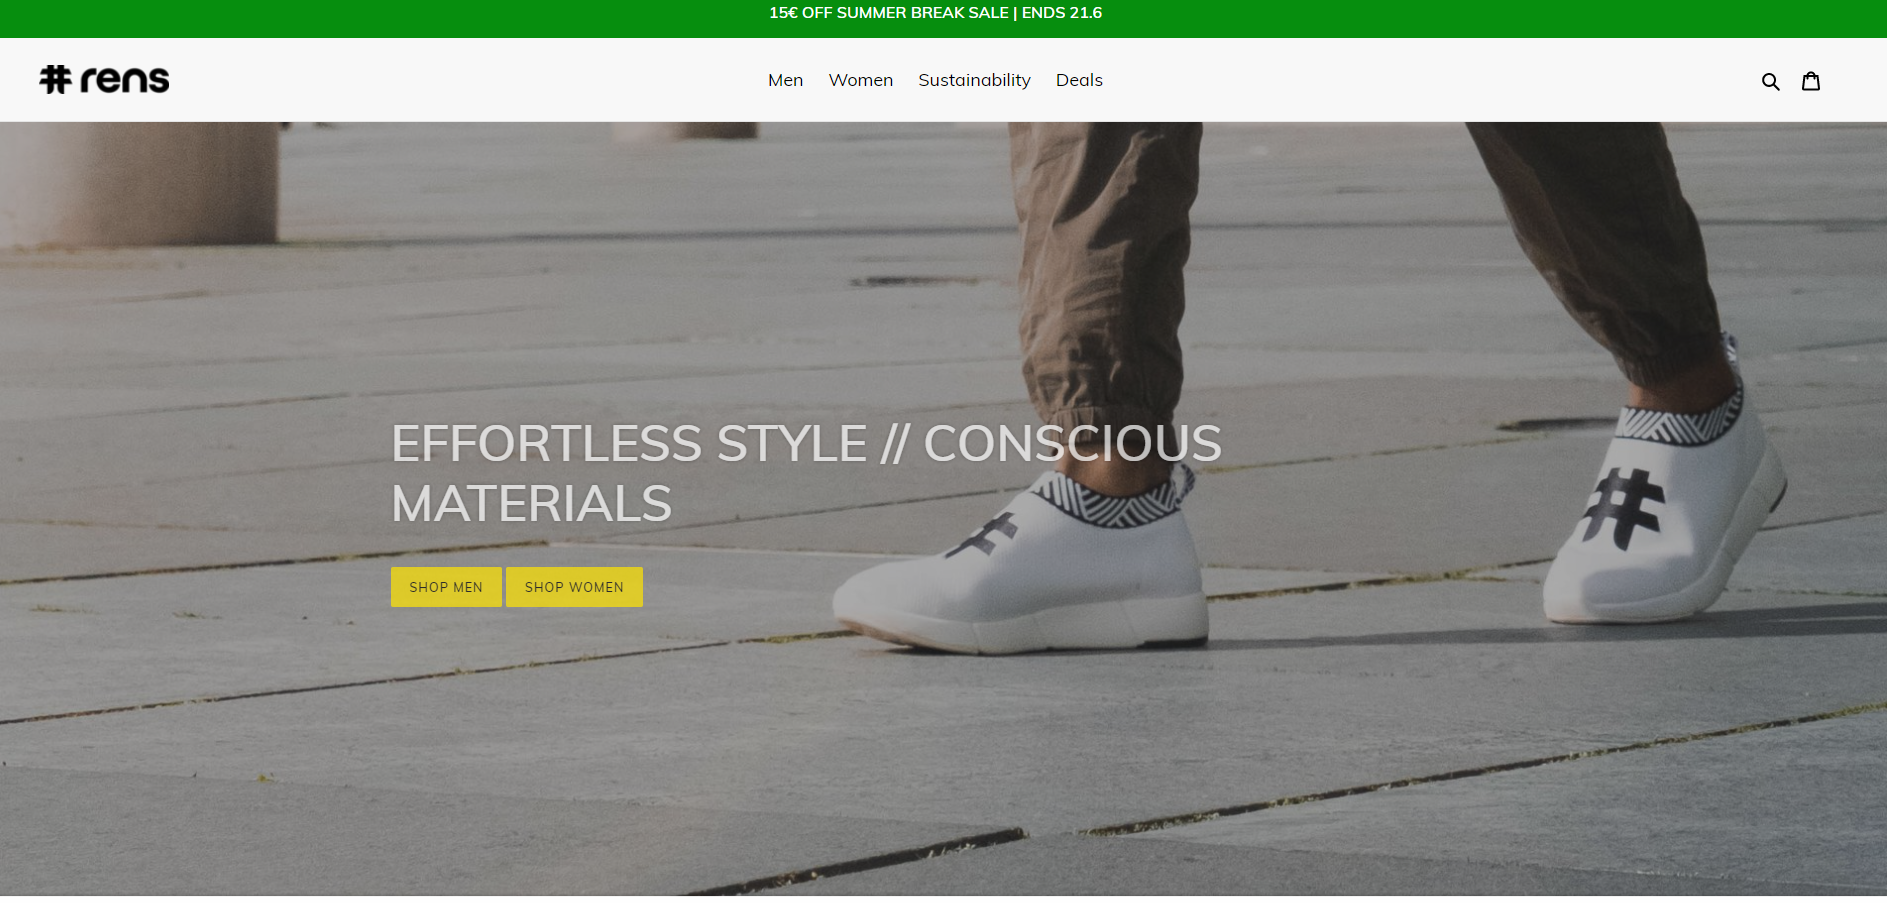 15€ OFF SUMMER BREAK SALE | ENDS 21.6
# rens
Men Women Sustainability Deals
EFFORTLESS STYLE // CONSCIOUS
MATERIALS
SHOP MEN SHOP WOMEN
#
#